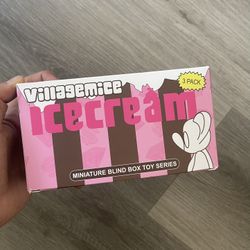 Villagemice
3 PACK
icecream
MINIATURE BLIND BOX TOY SERIES